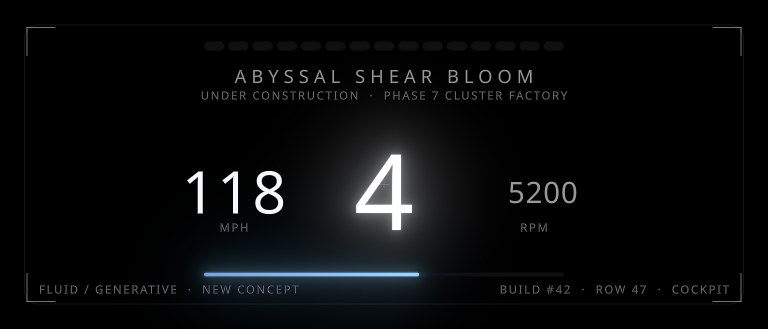 ABYSSAL SHEAR BLOOM
UNDER CONSTRUCTION · PHASE 7 CLUSTER FACTORY
118
MPH
4
5200
RPM
FLUID / GENERATIVE · NEW CONCEPT
BUILD #42 · ROW 47 · COCKPIT